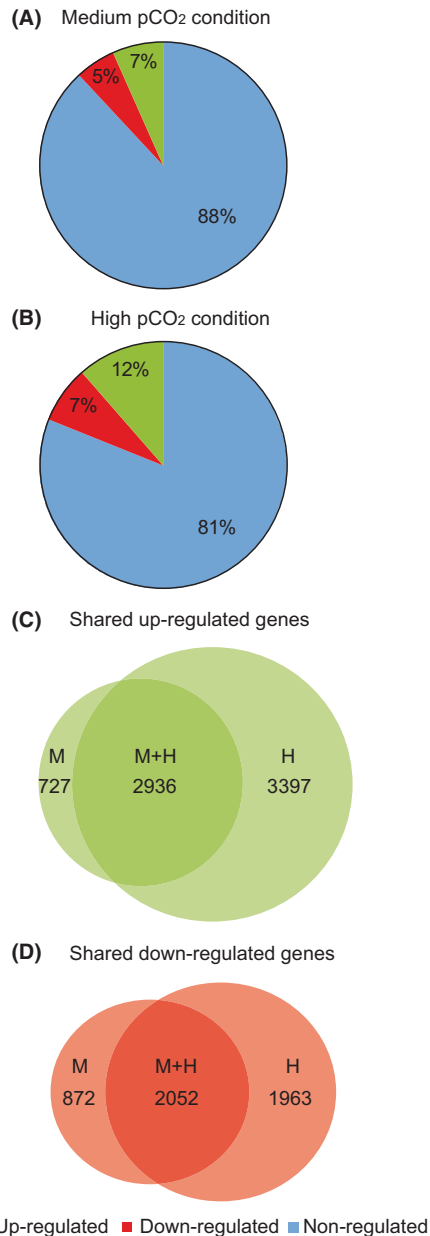 (A) Medium pCO₂ condition
7%
5%
88%
(B) High pCO₂ condition
12%
7%
81%
(C) Shared up-regulated genes
M M+H H
727 2936 3397
(D) Shared down-regulated genes
M M+H H
872 2052 1963
Up-regulated Down-regulated Non-regulated